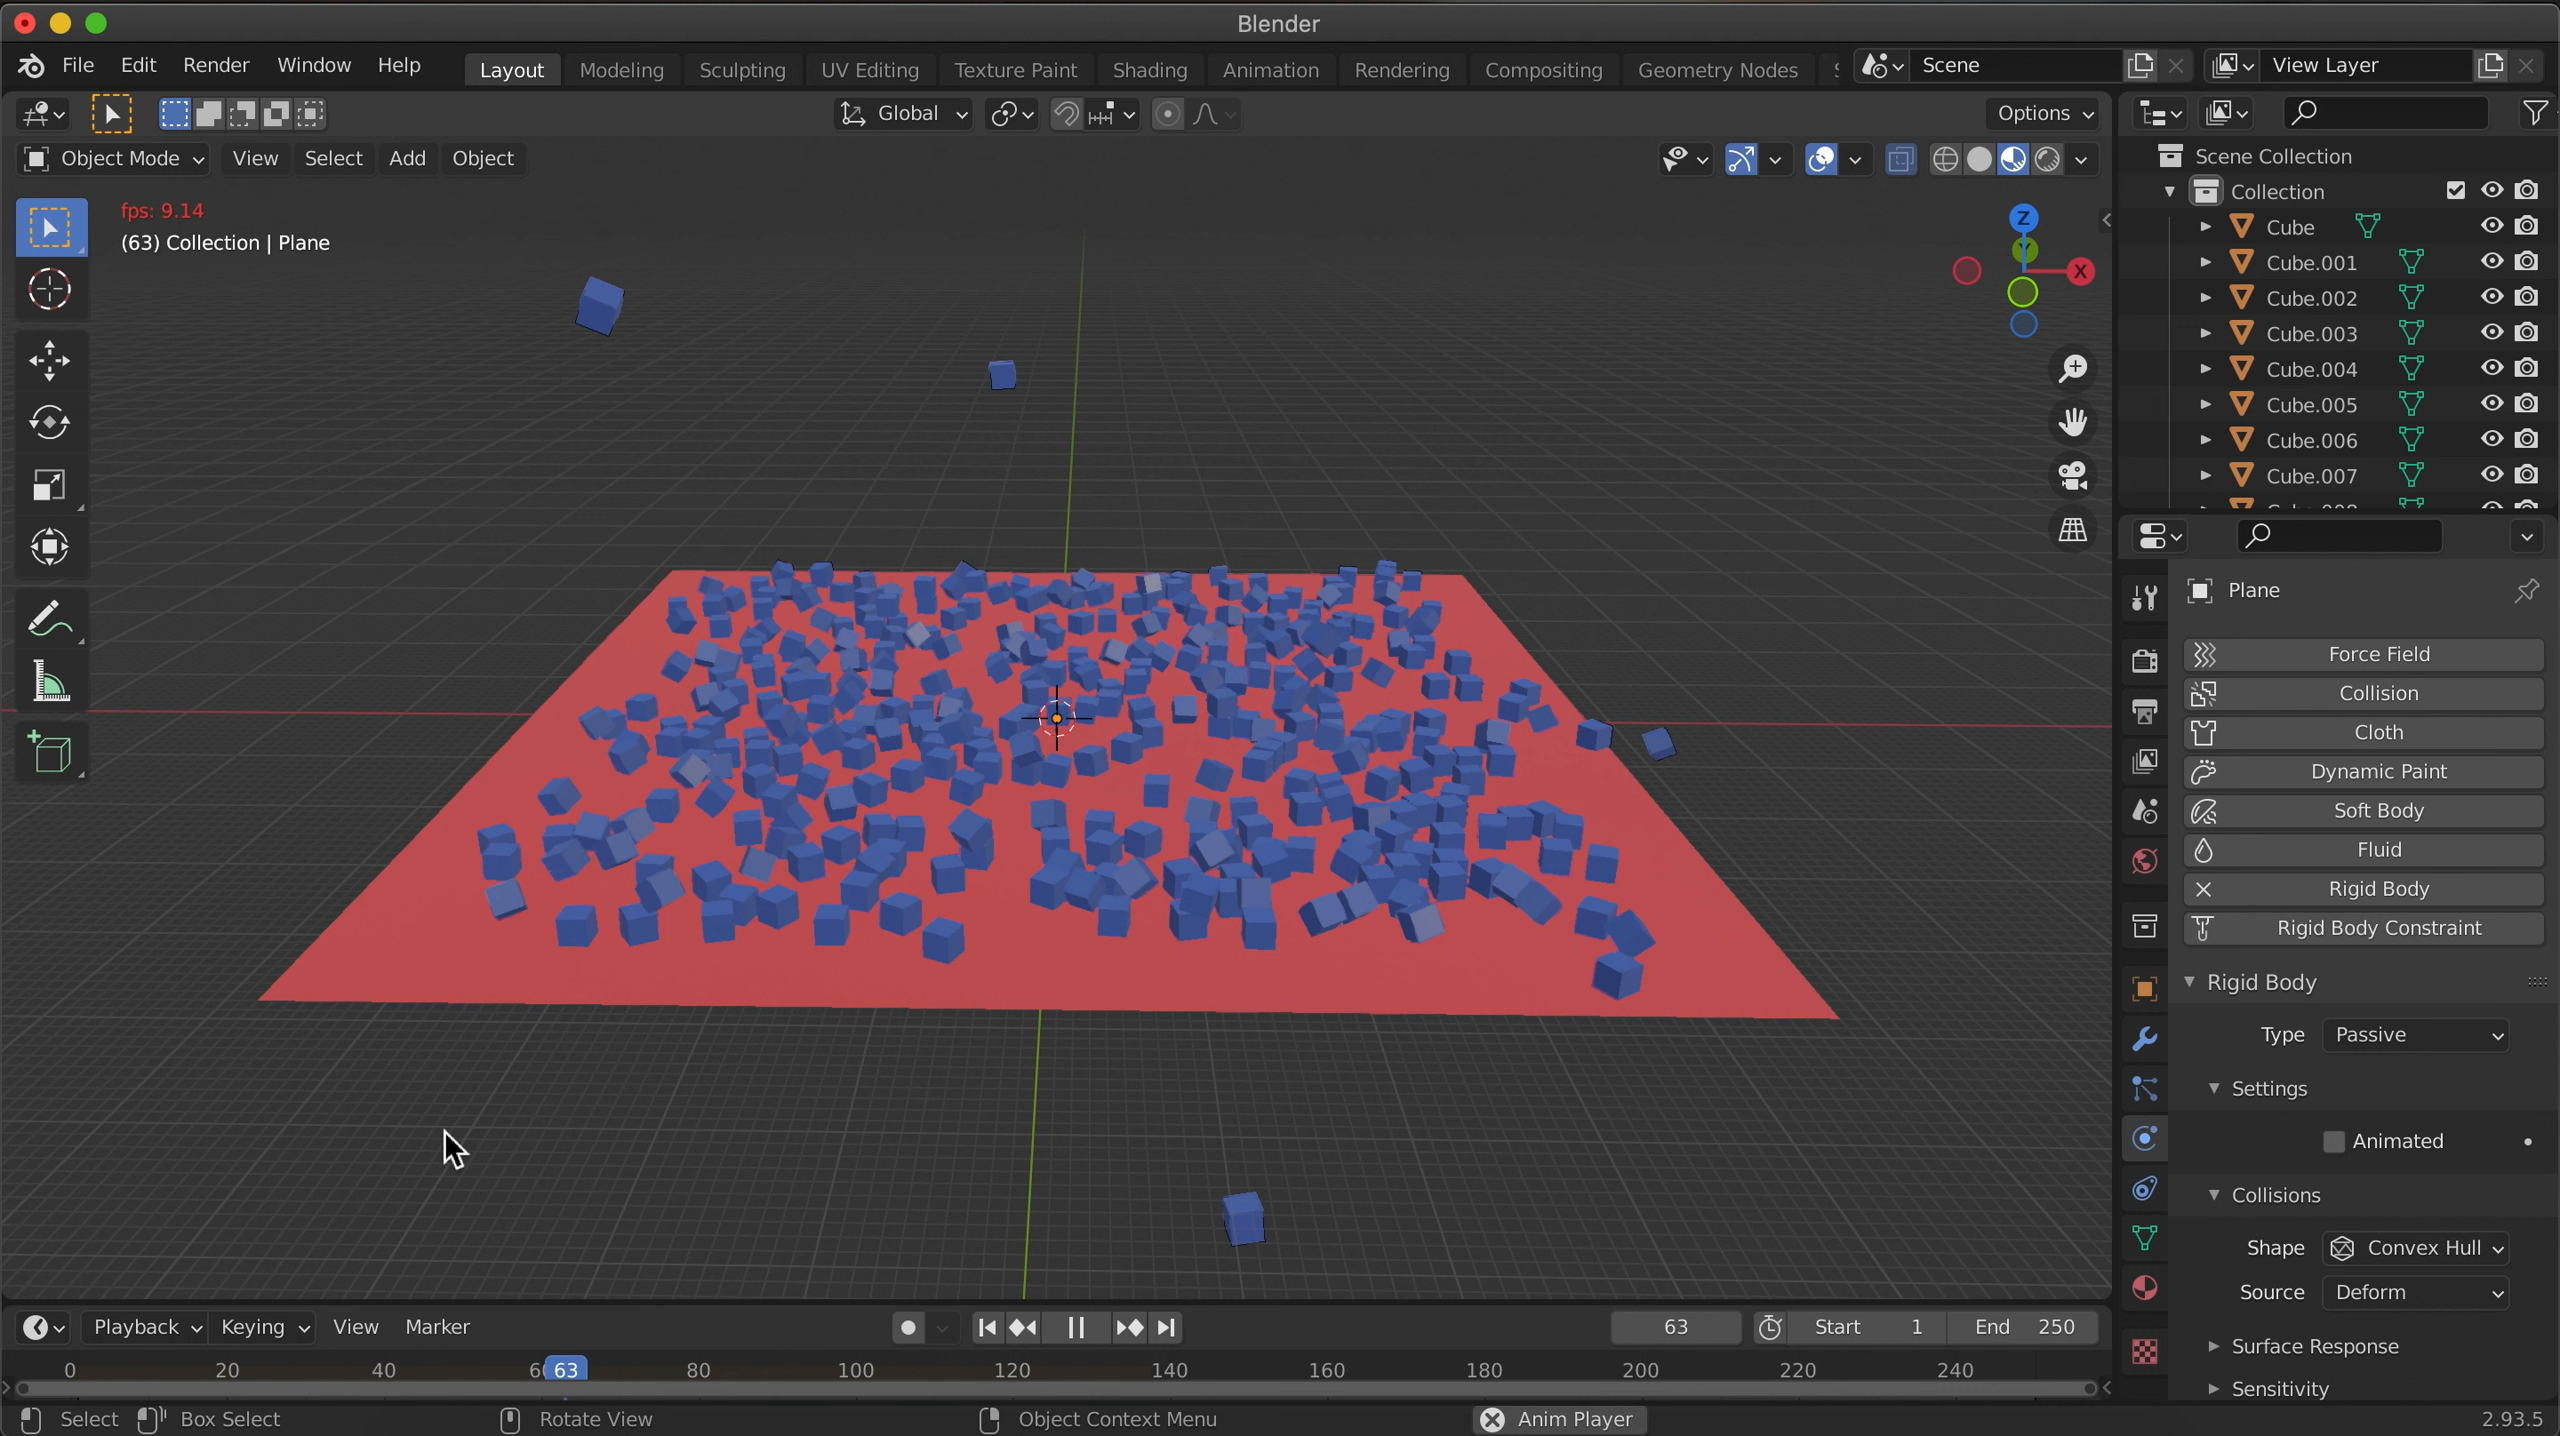 Blender
File Edit Render Window Help Layout Modeling Sculpting UV Editing Texture Paint Shading Animation Rendering Compositing Geometry Nodes Scene View Layer
Global Options
Object Mode View Select Add Object
fps: 9.14
(63) Collection | Plane
Z
Y
X
Scene Collection
Collection
Cube
Cube.001
Cube.002
Cube.003
Cube.004
Cube.005
Cube.006
Cube.007
Plane
Force Field
Collision
Cloth
Dynamic Paint
Soft Body
Fluid
Rigid Body
Rigid Body Constraint
Rigid Body
Type Passive
Settings
Animated
Collisions
Shape Convex Hull
Source Deform
Surface Response
Sensitivity
Playback Keying View Marker 63 Start 1 End 250
0 20 40 63 80 100 120 140 160 180 200 220 240
Select Box Select Rotate View Object Context Menu Anim Player 2.93.5